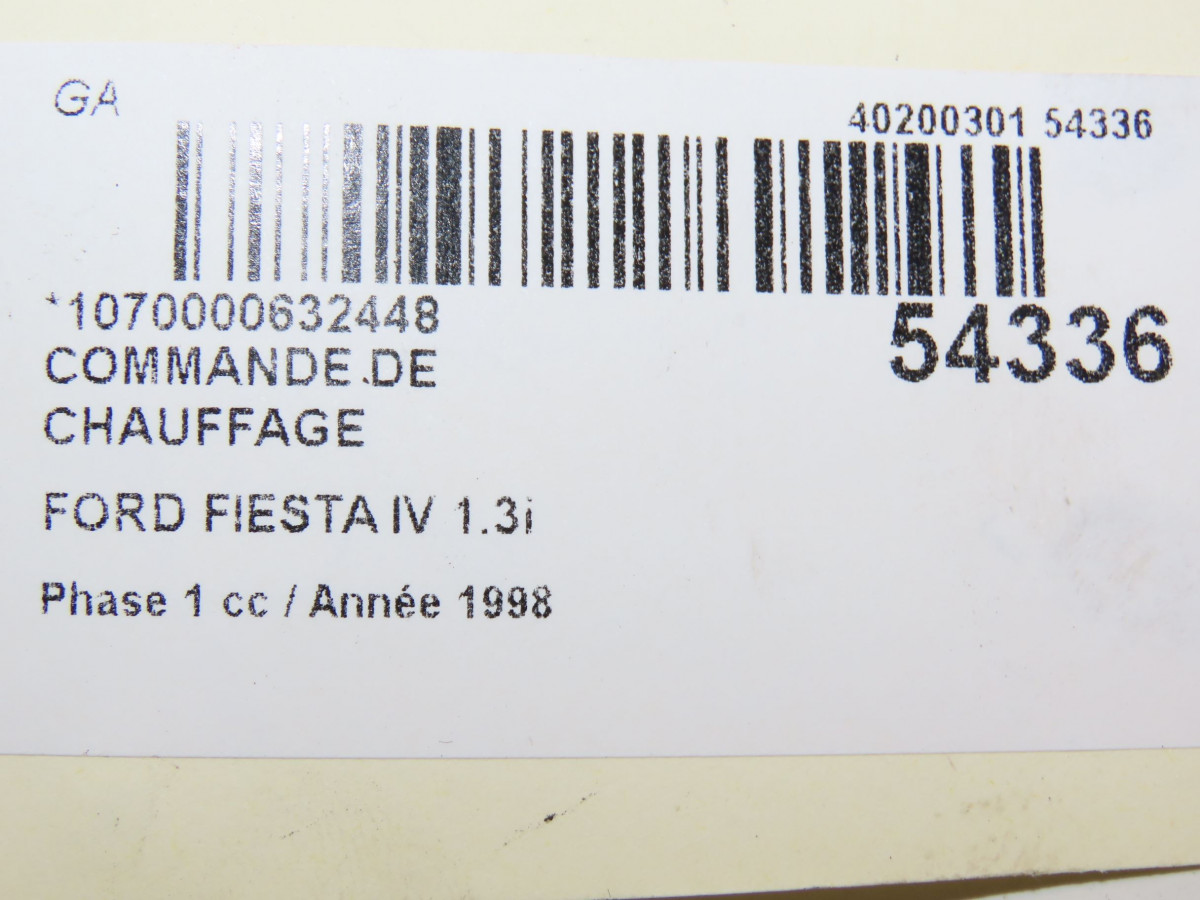 GA
40200301 54336
*1070000632448
54336
COMMANDE DE
CHAUFFAGE
FORD FIESTA IV 1.3i
Phase 1 cc / Année 1998